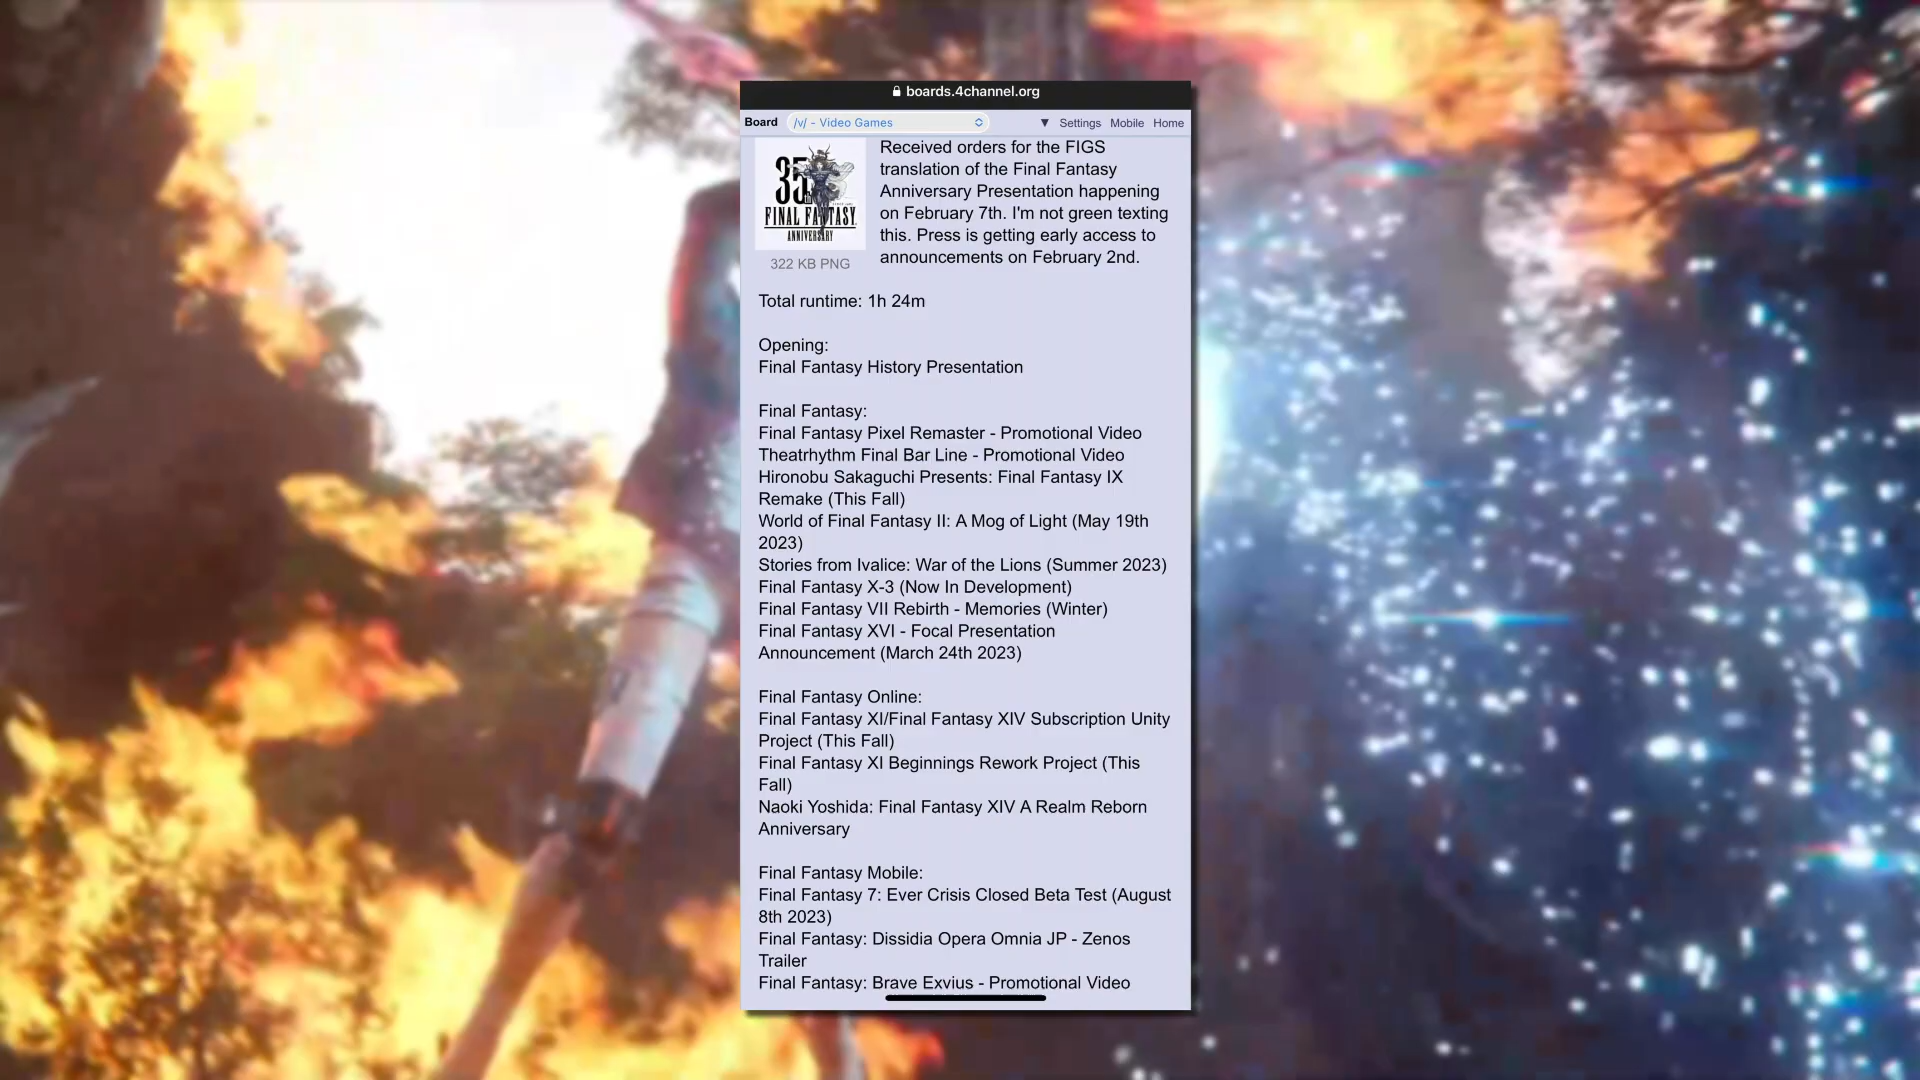 boards.4channel.org
Board /v/ - Video Games ▼ Settings Mobile Home
35th
FINAL FANTASY
ANNIVERSARY
322 KB PNG
Received orders for the FIGS
translation of the Final Fantasy
Anniversary Presentation happening
on February 7th. I'm not green texting
this. Press is getting early access to
announcements on February 2nd.
Total runtime: 1h 24m
Opening:
Final Fantasy History Presentation
Final Fantasy:
Final Fantasy Pixel Remaster - Promotional Video
Theatrhythm Final Bar Line - Promotional Video
Hironobu Sakaguchi Presents: Final Fantasy IX
Remake (This Fall)
World of Final Fantasy II: A Mog of Light (May 19th
2023)
Stories from Ivalice: War of the Lions (Summer 2023)
Final Fantasy X-3 (Now In Development)
Final Fantasy VII Rebirth - Memories (Winter)
Final Fantasy XVI - Focal Presentation
Announcement (March 24th 2023)
Final Fantasy Online:
Final Fantasy XI/Final Fantasy XIV Subscription Unity
Project (This Fall)
Final Fantasy XI Beginnings Rework Project (This
Fall)
Naoki Yoshida: Final Fantasy XIV A Realm Reborn
Anniversary
Final Fantasy Mobile:
Final Fantasy 7: Ever Crisis Closed Beta Test (August
8th 2023)
Final Fantasy: Dissidia Opera Omnia JP - Zenos
Trailer
Final Fantasy: Brave Exvius - Promotional Video